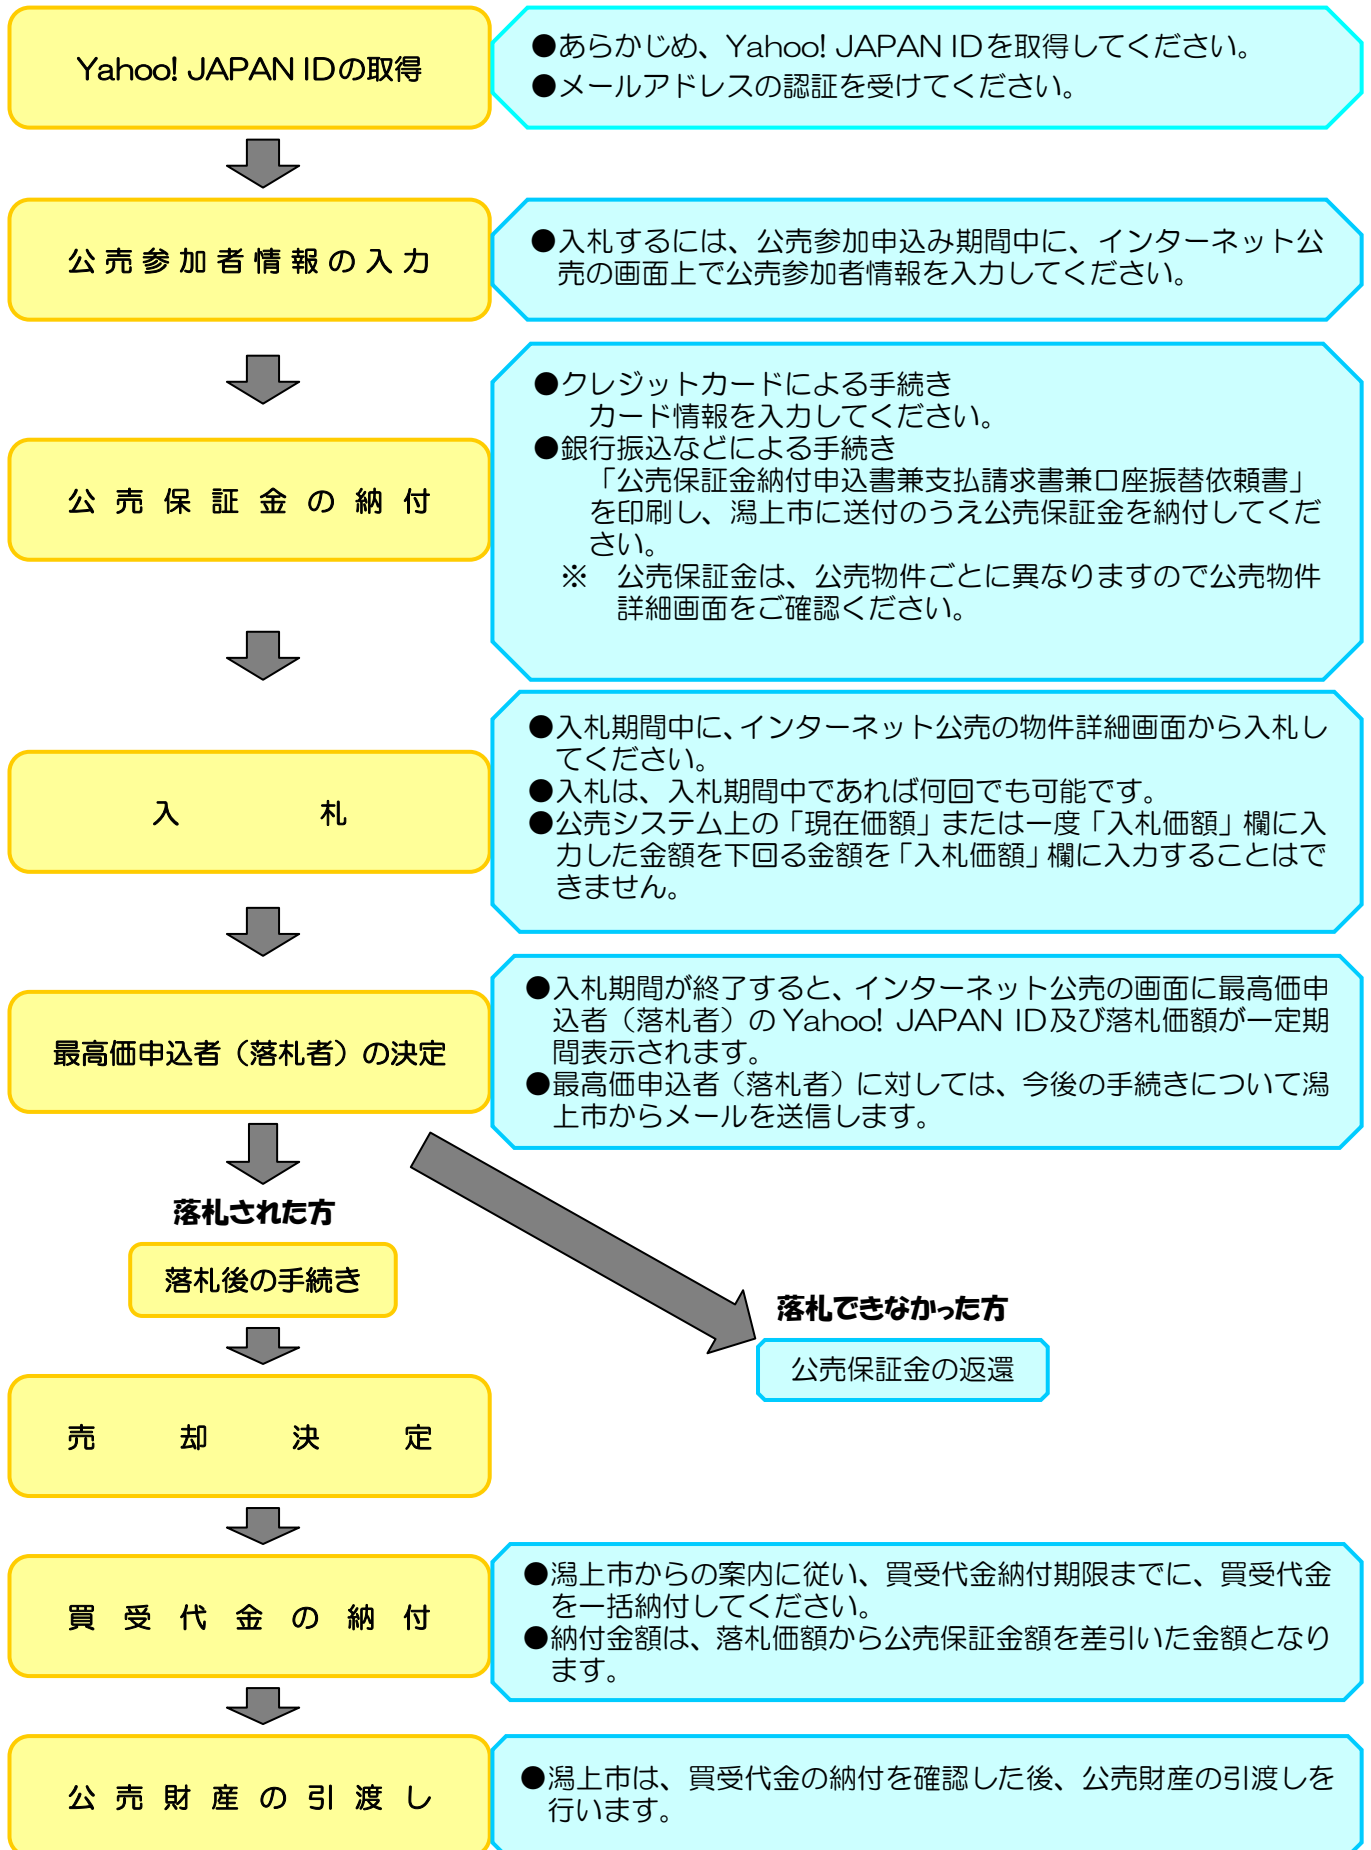 Yahoo! JAPAN IDの取得
●あらかじめ、Yahoo! JAPAN IDを取得してください。
●メールアドレスの認証を受けてください。
公売参加者情報の入力
●入札するには、公売参加申込み期間中に、インターネット公
売の画面上で公売参加者情報を入力してください。
公売保証金の納付
●クレジットカードによる手続き
カード情報を入力してください。
●銀行振込などによる手続き
「公売保証金納付申込書兼支払請求書兼口座振替依頼書」
を印刷し、潟上市に送付のうえ公売保証金を納付してくだ
さい。
※ 公売保証金は、公売物件ごとに異なりますので公売物件
詳細画面をご確認ください。
入札
●入札期間中に、インターネット公売の物件詳細画面から入札し
てください。
●入札は、入札期間中であれば何回でも可能です。
●公売システム上の「現在価額」または一度「入札価額」欄に入
力した金額を下回る金額を「入札価額」欄に入力することはで
きません。
最高価申込者（落札者）の決定
●入札期間が終了すると、インターネット公売の画面に最高価申
込者（落札者）の Yahoo! JAPAN ID及び落札価額が一定期
間表示されます。
●最高価申込者（落札者）に対しては、今後の手続きについて潟
上市からメールを送信します。
落札された方
落札後の手続き
落札できなかった方
公売保証金の返還
売却決定
買受代金の納付
●潟上市からの案内に従い、買受代金納付期限までに、買受代金
を一括納付してください。
●納付金額は、落札価額から公売保証金額を差引いた金額となり
ます。
公売財産の引渡し
●潟上市は、買受代金の納付を確認した後、公売財産の引渡しを
行います。